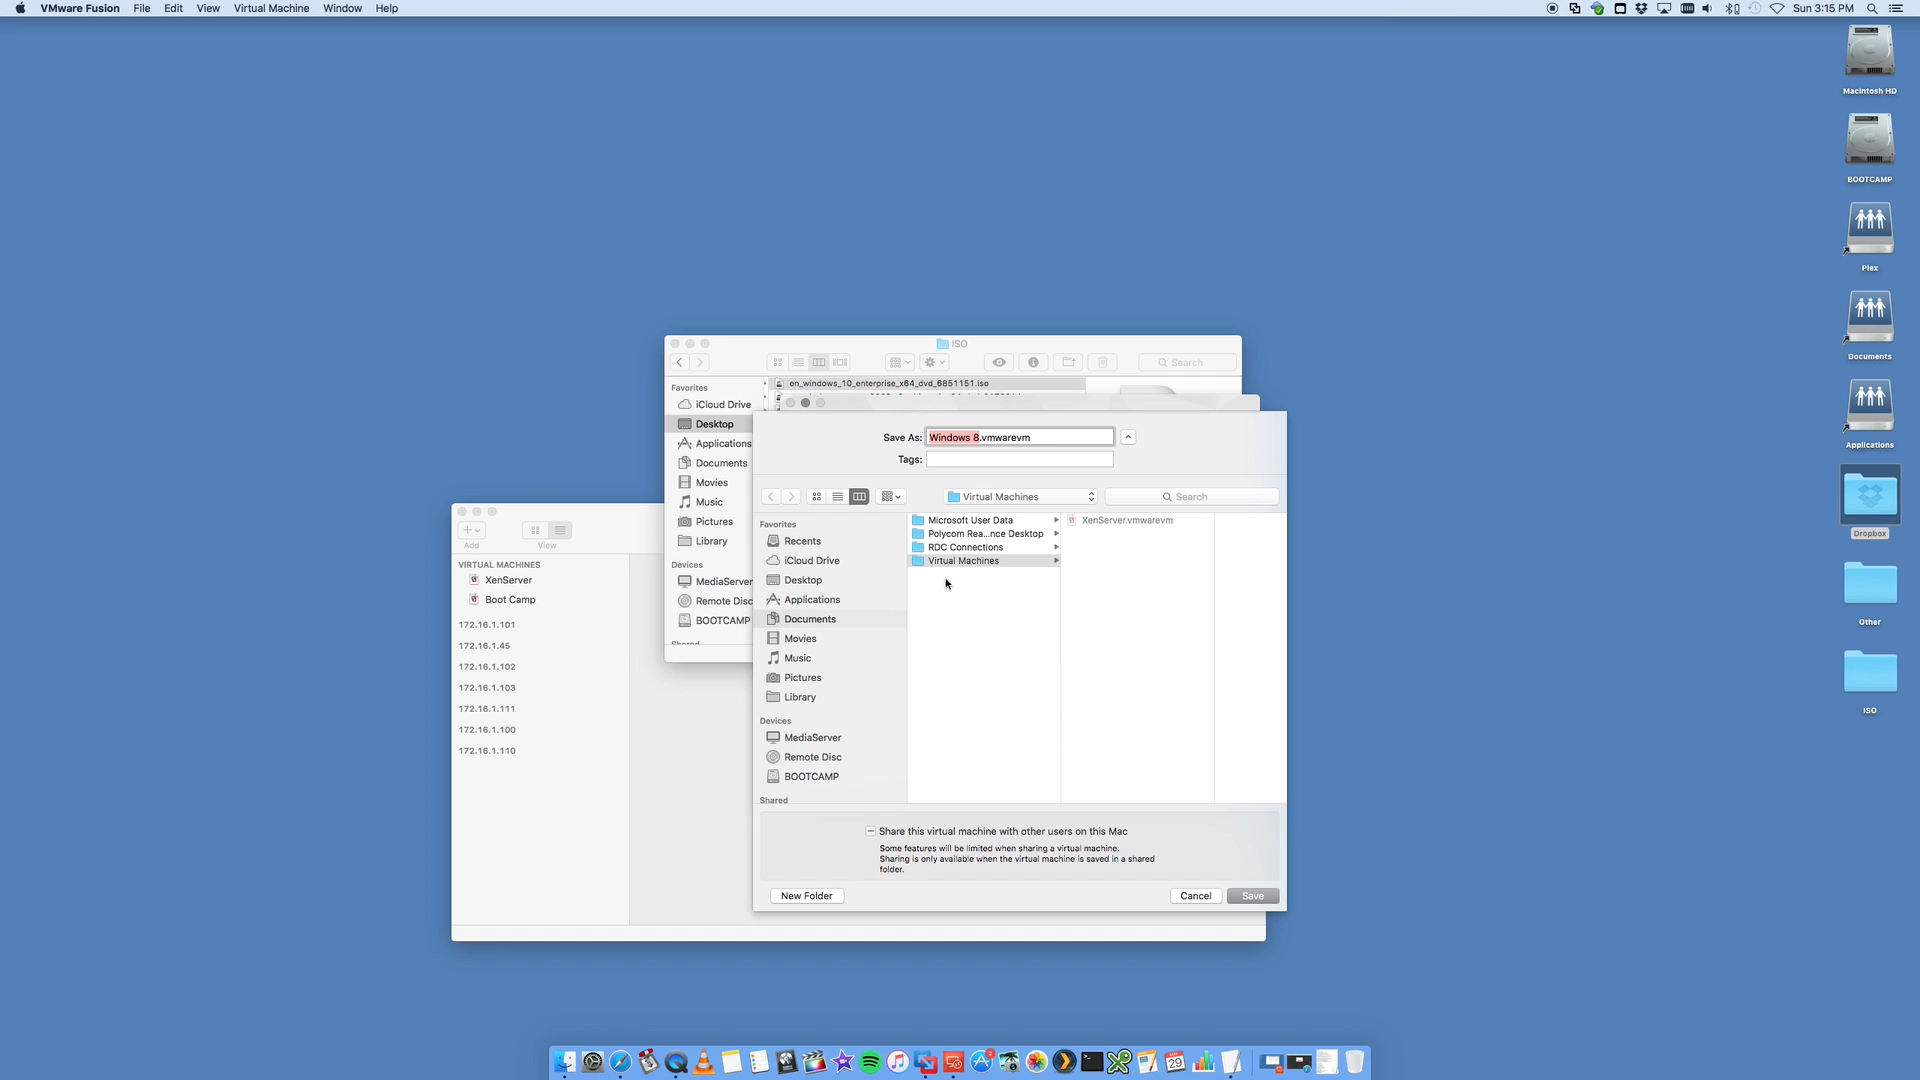 VMware Fusion File Edit View Virtual Machine Window Help Sun 3:15 PM
Macintosh HD
BOOTCAMP
Plex
Documents
Applications
Dropbox
Other
ISO
ISO
Search
Favorites
iCloud Drive
Desktop
Applications
Documents
Movies
Music
Pictures
Library
Devices
MediaServer
Remote Disc
BOOTCAMP
en_windows_10_enterprise_x64_dvd_6851151.iso
Add
View
VIRTUAL MACHINES
XenServer
Boot Camp
172.16.1.101
172.16.1.45
172.16.1.102
172.16.1.103
172.16.1.111
172.16.1.100
172.16.1.110
Save As: Windows 8.vmwarevm
Tags:
Virtual Machines
Search
Favorites
Recents
iCloud Drive
Desktop
Applications
Documents
Movies
Music
Pictures
Library
Devices
MediaServer
Remote Disc
BOOTCAMP
Shared
Microsoft User Data
Polycom Rea...nce Desktop
RDC Connections
Virtual Machines
XenServer.vmwarevm
Share this virtual machine with other users on this Mac
Some features will be limited when sharing a virtual machine.
Sharing is only available when the virtual machine is saved in a shared
folder.
New Folder Cancel Save
29